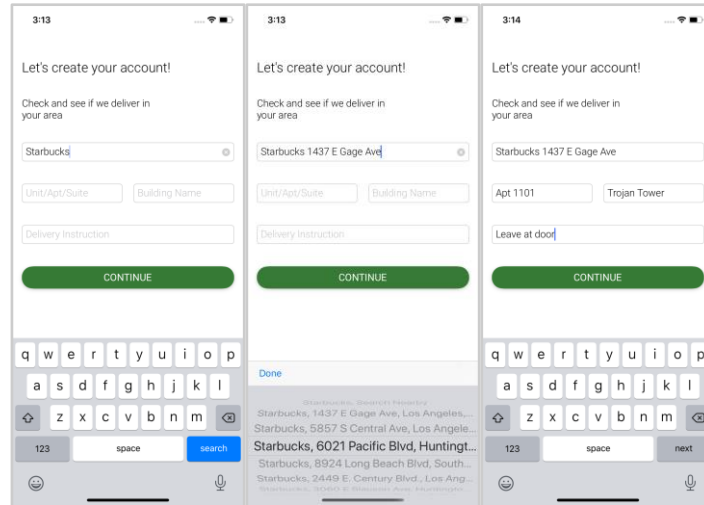 3:13
Let's create your account!
Check and see if we deliver in
your area
Starbucks
Unit/Apt/Suite
Building Name
Delivery Instruction
CONTINUE
q w e r t y u i o p
a s d f g h j k l
z x c v b n m
123
space
search
3:13
Let's create your account!
Check and see if we deliver in
your area
Starbucks 1437 E Gage Ave
Unit/Apt/Suite
Building Name
Delivery Instruction
CONTINUE
Done
Starbucks, Search Nearby
Starbucks, 1437 E Gage Ave, Los Angeles,...
Starbucks, 5857 S Central Ave, Los Angele...
Starbucks, 6021 Pacific Blvd, Huntingt...
Starbucks, 8924 Long Beach Blvd, South...
Starbucks, 2449 E. Century Blvd., Los Ang...
3:14
Let's create your account!
Check and see if we deliver in
your area
Starbucks 1437 E Gage Ave
Apt 1101
Trojan Tower
Leave at door
CONTINUE
q w e r t y u i o p
a s d f g h j k l
z x c v b n m
123
space
next